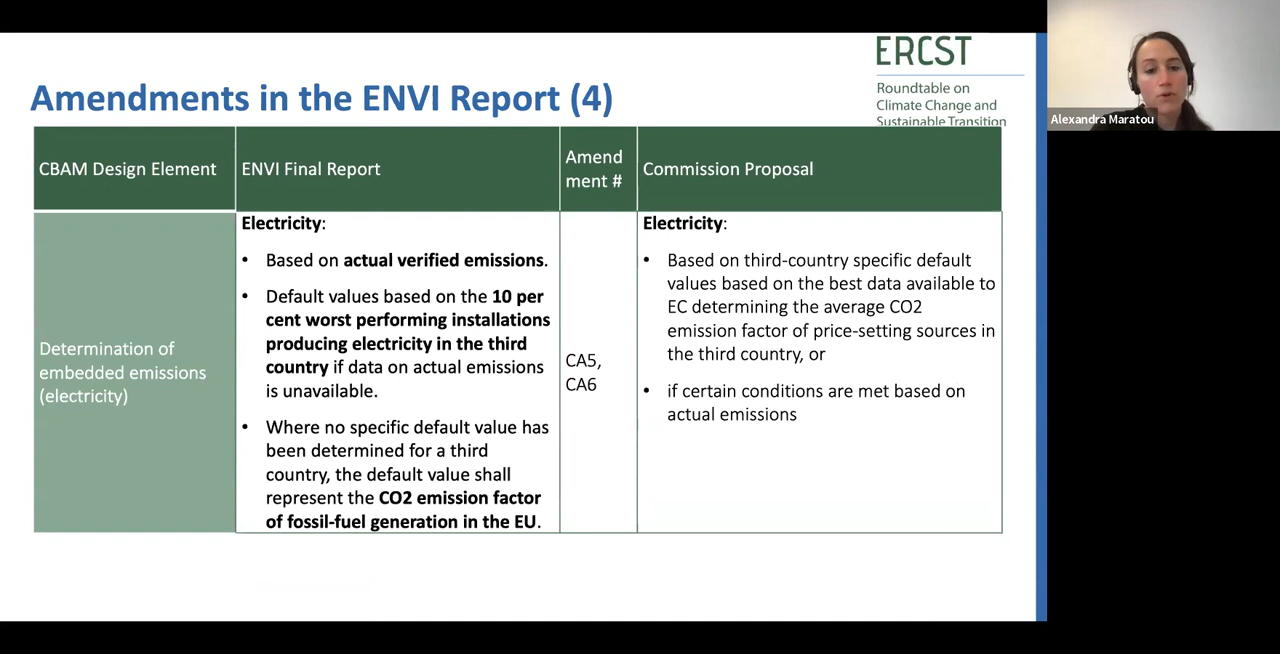 ERCST
Roundtable on
Climate Change and
Sustainable Transition
Amendments in the ENVI Report (4)
Alexandra Maratou
CBAM Design Element
ENVI Final Report
Amend
ment #
Commission Proposal
Determination of
embedded emissions
(electricity)
Electricity:
• Based on actual verified emissions.
• Default values based on the 10 per
cent worst performing installations
producing electricity in the third
country if data on actual emissions
is unavailable.
• Where no specific default value has
been determined for a third
country, the default value shall
represent the CO2 emission factor
of fossil-fuel generation in the EU.
CA5,
CA6
Electricity:
• Based on third-country specific default
values based on the best data available to
EC determining the average CO2
emission factor of price-setting sources in
the third country, or
• if certain conditions are met based on
actual emissions